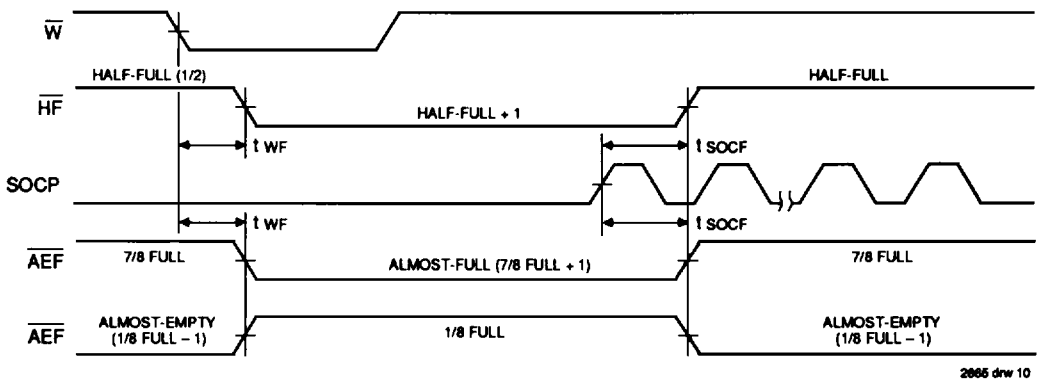 W
HALF-FULL (1/2)
HALF-FULL
HF
HALF-FULL + 1
t WF
t SOCF
SOCP
t WF
t SOCF
AEF
7/8 FULL
ALMOST-FULL (7/8 FULL + 1)
7/8 FULL
AEF
ALMOST-EMPTY
(1/8 FULL – 1)
1/8 FULL
ALMOST-EMPTY
(1/8 FULL – 1)
2665 drw 10